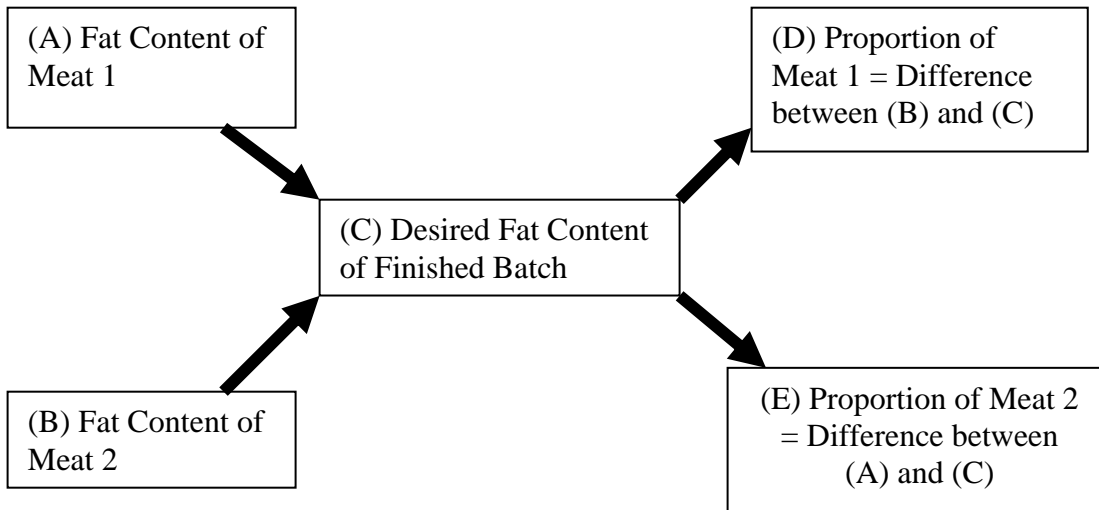 (A) Fat Content of
Meat 1
(D) Proportion of
Meat 1 = Difference
between (B) and (C)
(C) Desired Fat Content
of Finished Batch
(B) Fat Content of
Meat 2
(E) Proportion of Meat 2
= Difference between
(A) and (C)